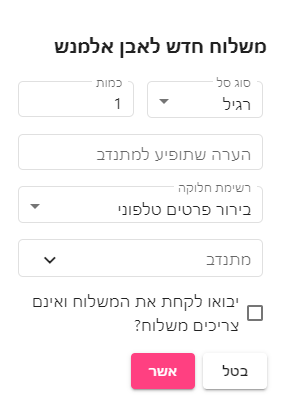 משלוח חדש לאבן אלמנש
סוג סל
רגיל
כמות
1
הערה שתופיע למתנדב
רשימת חלוקה
בירור פרטים טלפוני
מתנדב
יבואו לקחת את המשלוח ואינם
צריכים משלוח?
בטל
אשר